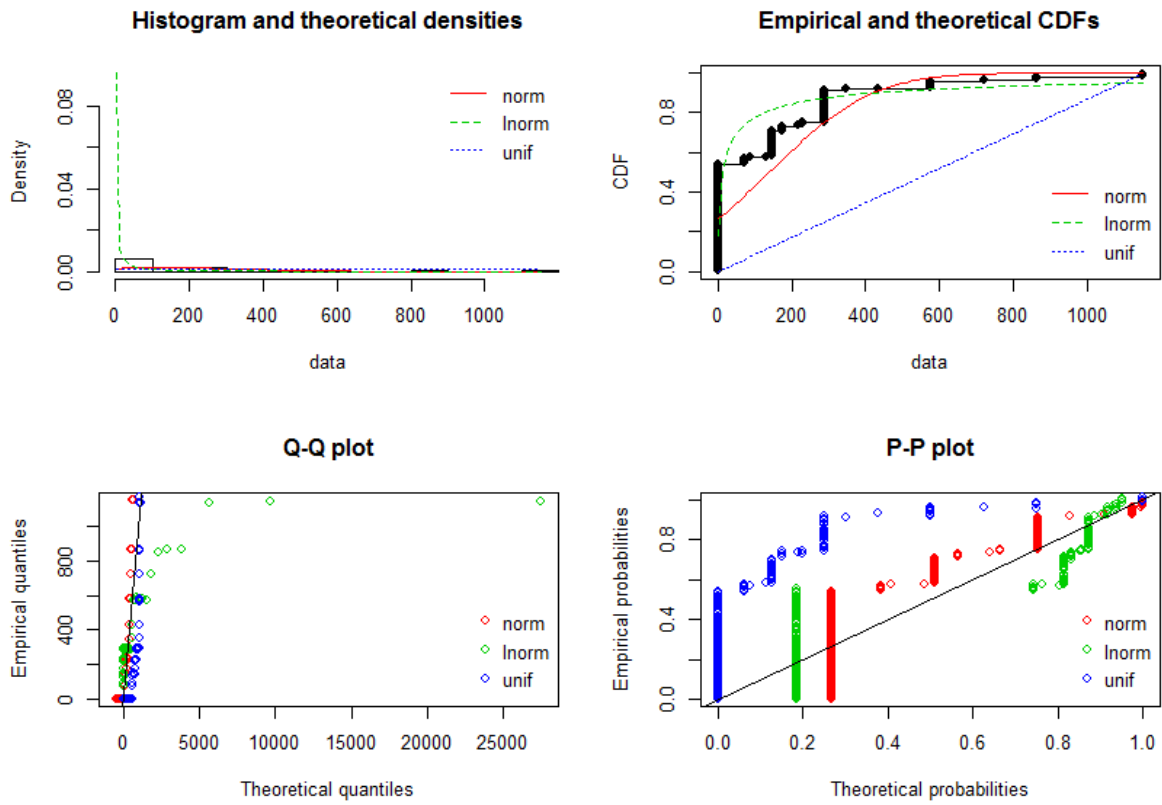 Histogram and theoretical densities
Density
0.00 0.04 0.08
norm
lnorm
unif
0 200 400 600 800 1000
data
Empirical and theoretical CDFs
CDF
0.0 0.4 0.8
norm
lnorm
unif
0 200 400 600 800 1000
data
Q-Q plot
Empirical quantiles
0 400 800
norm
lnorm
unif
0 5000 10000 15000 20000 25000
Theoretical quantiles
P-P plot
Empirical probabilities
0.0 0.4 0.8
norm
lnorm
unif
0.0 0.2 0.4 0.6 0.8 1.0
Theoretical probabilities